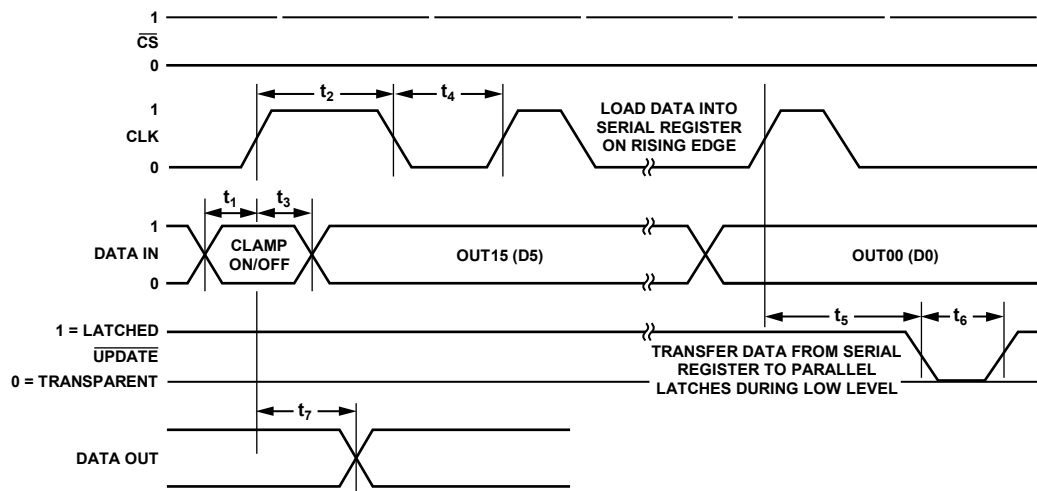 1
CS
0
t2
t4
1
CLK
0
LOAD DATA INTO
SERIAL REGISTER
ON RISING EDGE
t1
t3
1
DATA IN
0
CLAMP
ON/OFF
OUT15 (D5)
OUT00 (D0)
t5
t6
1 = LATCHED
UPDATE
0 = TRANSPARENT
TRANSFER DATA FROM SERIAL
REGISTER TO PARALLEL
LATCHES DURING LOW LEVEL
t7
DATA OUT